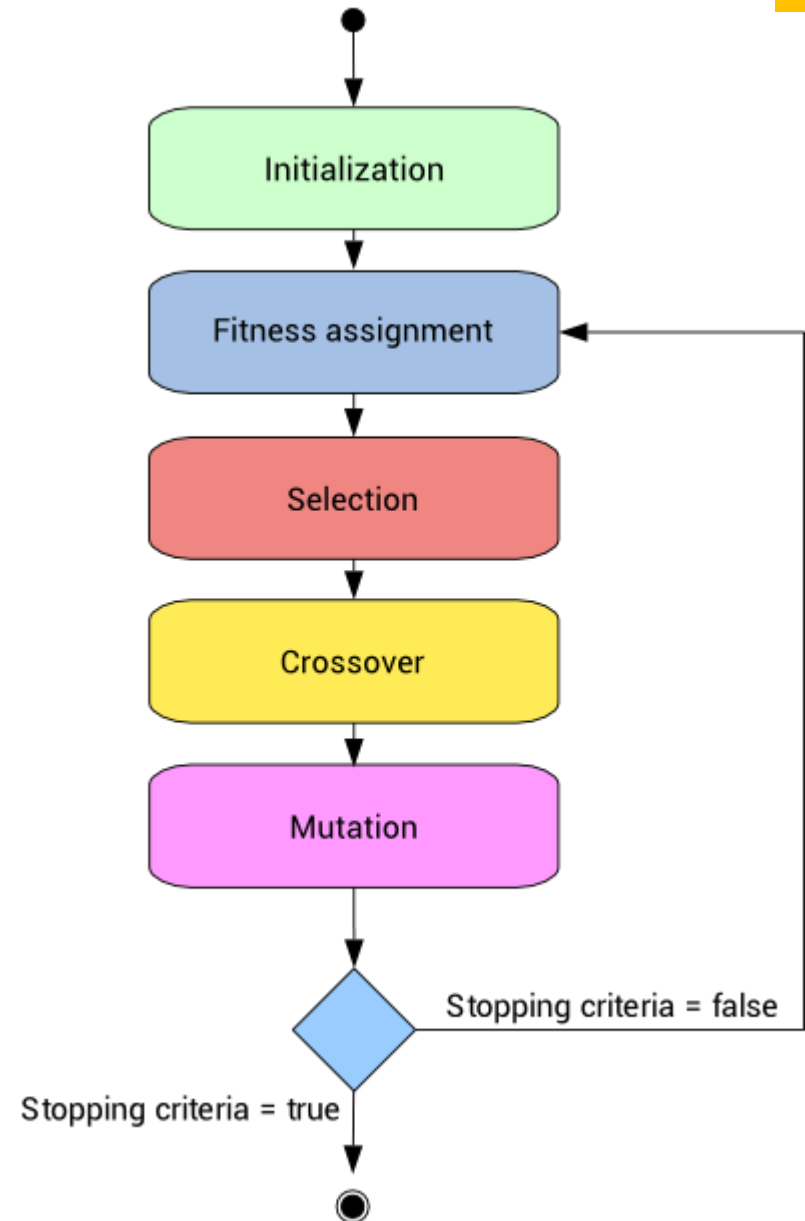 Initialization
Fitness assignment
Selection
Crossover
Mutation
Stopping criteria = false
Stopping criteria = true